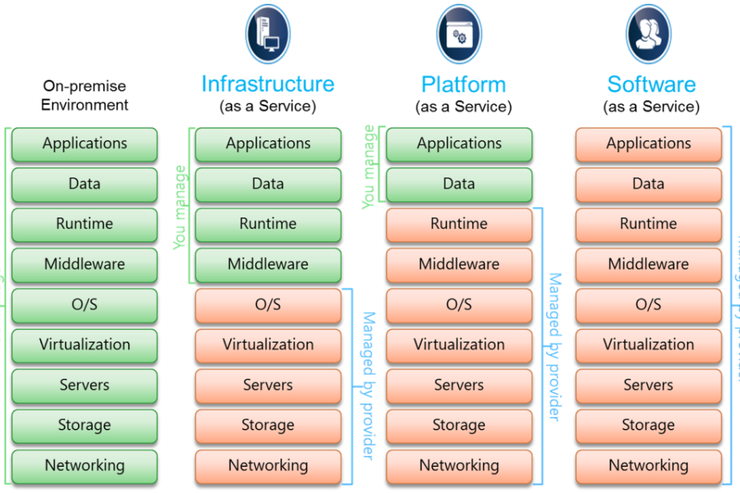 On-premise
Environment
Applications
Data
Runtime
Middleware
O/S
Virtualization
Servers
Storage
Networking
Infrastructure
(as a Service)
You manage
Applications
Data
Runtime
Middleware
O/S
Virtualization
Servers
Storage
Networking
Managed by provider
Platform
(as a Service)
You manage
Applications
Data
Runtime
Middleware
O/S
Virtualization
Servers
Storage
Networking
Managed by provider
Software
(as a Service)
Applications
Data
Runtime
Middleware
O/S
Virtualization
Servers
Storage
Networking